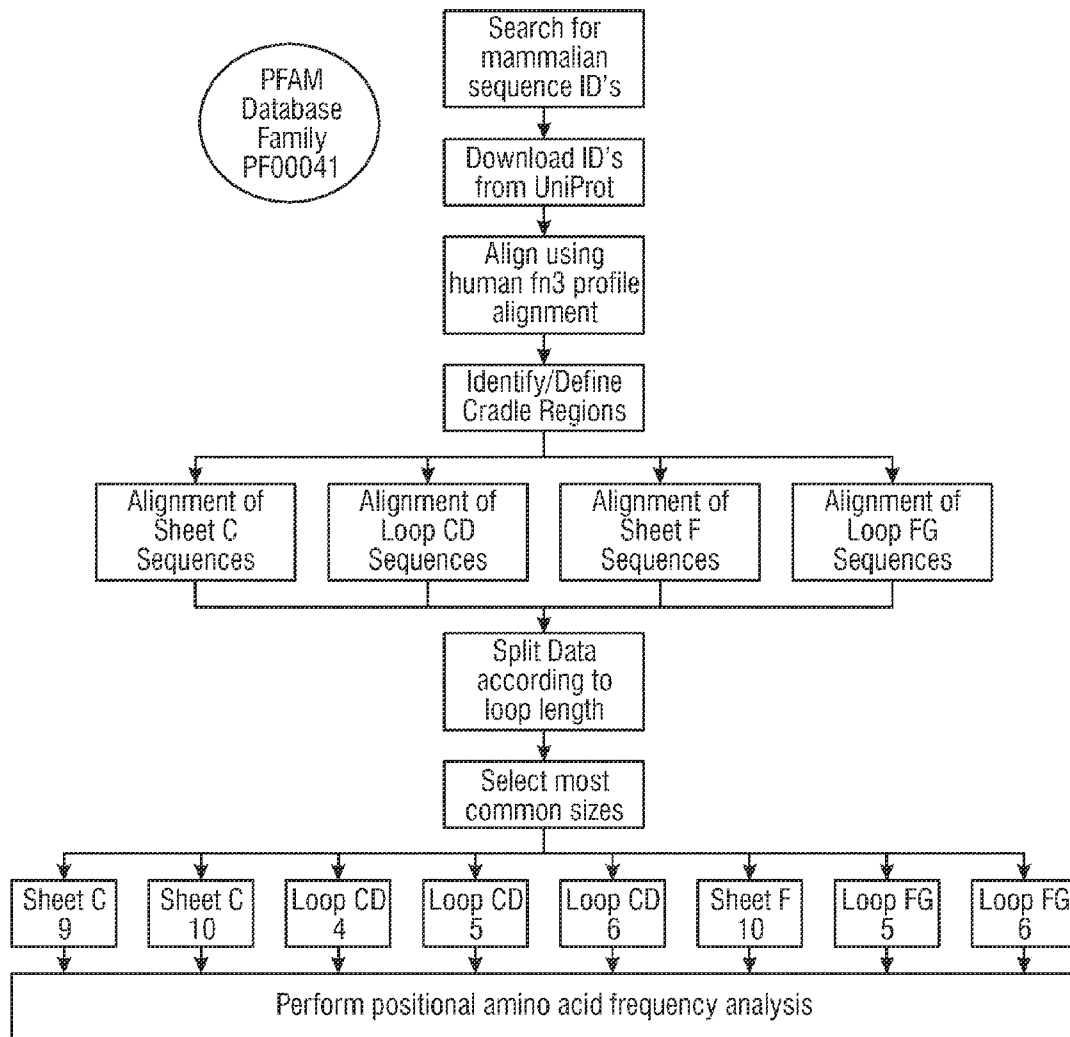 PFAM
Database
Family
PF00041
Search for
mammalian
sequence ID's
Download ID's
from UniProt
Align using
human fn3 profile
alignment
Identify/Define
Cradle Regions
Alignment of
Sheet C
Sequences
Alignment of
Loop CD
Sequences
Alignment of
Sheet F
Sequences
Alignment of
Loop FG
Sequences
Split Data
according to
loop length
Select most
common sizes
Sheet C
9
Sheet C
10
Loop CD
4
Loop CD
5
Loop CD
6
Sheet F
10
Loop FG
5
Loop FG
6
Perform positional amino acid frequency analysis